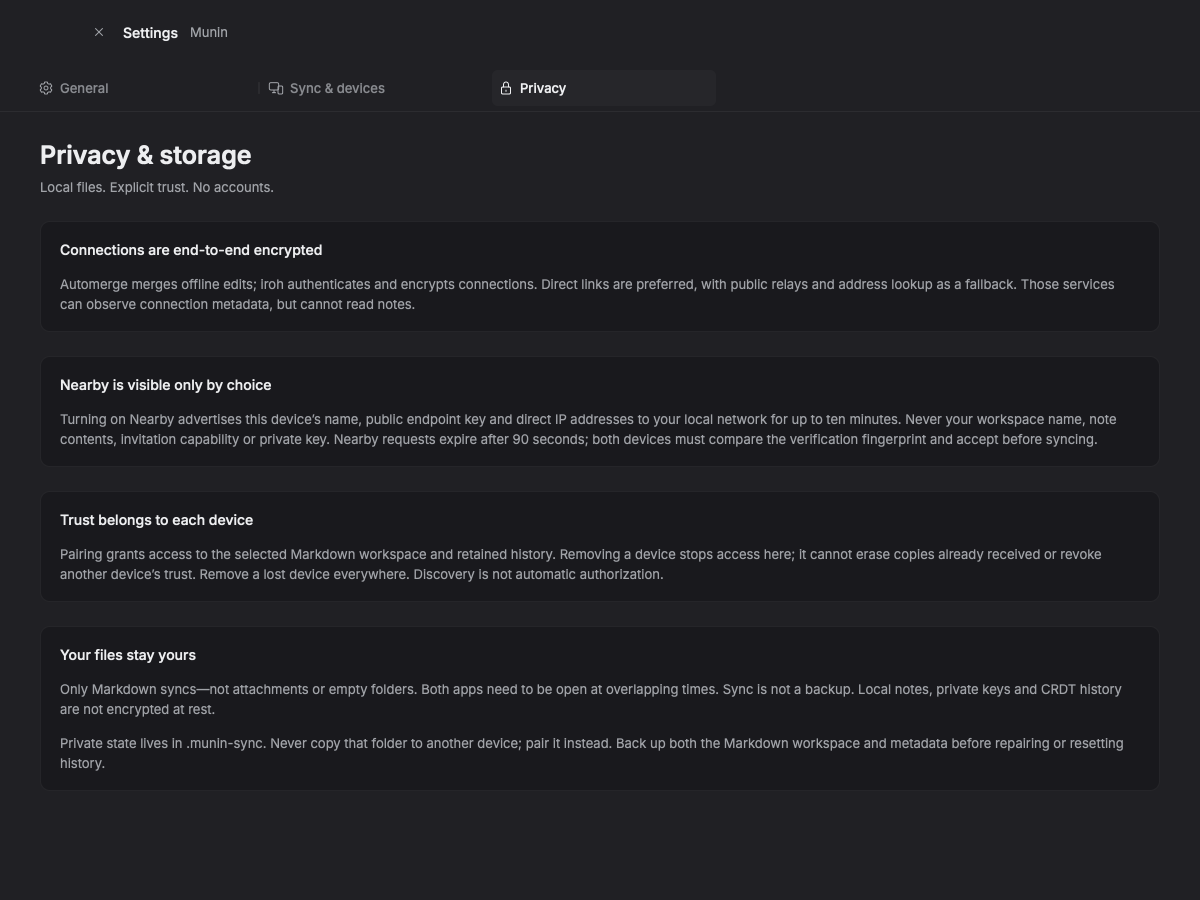 Settings Munin
General
Sync & devices
Privacy
Privacy & storage
Local files. Explicit trust. No accounts.
Connections are end-to-end encrypted
Automerge merges offline edits; iroh authenticates and encrypts connections. Direct links are preferred, with public relays and address lookup as a fallback. Those services
can observe connection metadata, but cannot read notes.
Nearby is visible only by choice
Turning on Nearby advertises this device’s name, public endpoint key and direct IP addresses to your local network for up to ten minutes. Never your workspace name, note
contents, invitation capability or private key. Nearby requests expire after 90 seconds; both devices must compare the verification fingerprint and accept before syncing.
Trust belongs to each device
Pairing grants access to the selected Markdown workspace and retained history. Removing a device stops access here; it cannot erase copies already received or revoke
another device’s trust. Remove a lost device everywhere. Discovery is not automatic authorization.
Your files stay yours
Only Markdown syncs—not attachments or empty folders. Both apps need to be open at overlapping times. Sync is not a backup. Local notes, private keys and CRDT history
are not encrypted at rest.
Private state lives in .munin-sync. Never copy that folder to another device; pair it instead. Back up both the Markdown workspace and metadata before repairing or resetting
history.